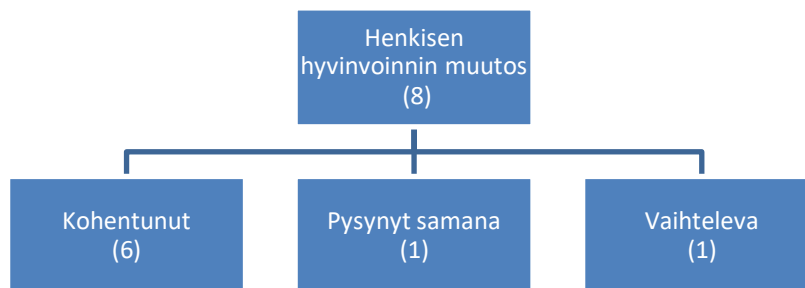 Henkisen
hyvinvoinnin muutos
(8)
Kohentunut
(6)
Pysynyt samana
(1)
Vaihteleva
(1)